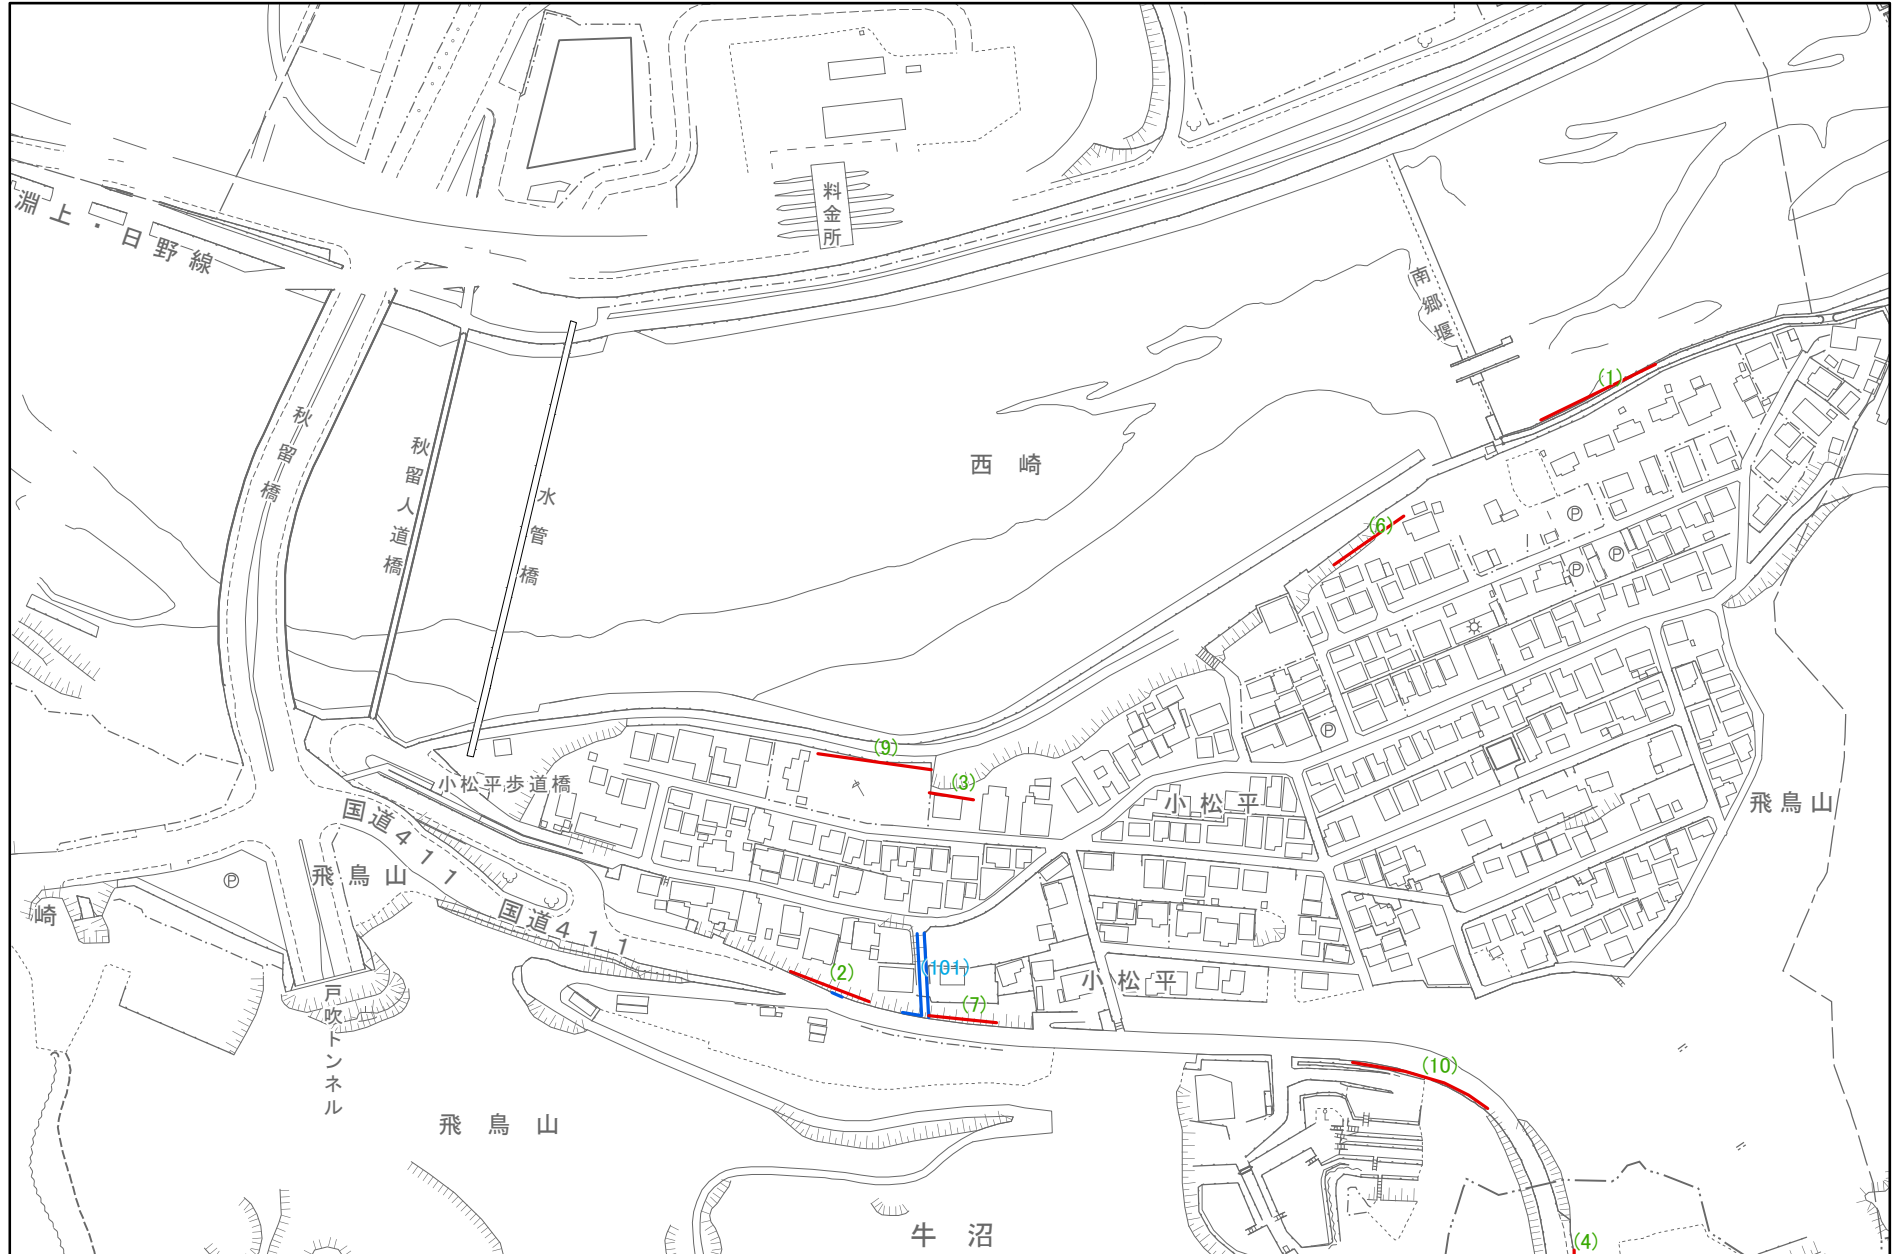 料金所
淵上・日野線
南郷堰
(1)
秋留橋
秋留人道橋
水管橋
西崎
(6)
Ⓟ
Ⓟ
Ⓟ
Ⓟ
(9)
(3)
小松平歩道橋
小松平
飛鳥山
国道411
飛鳥山
Ⓟ
崎
国道411
(2)
(101)
小松平
(7)
戸吹トンネル
(10)
飛鳥山
牛沼
(4)